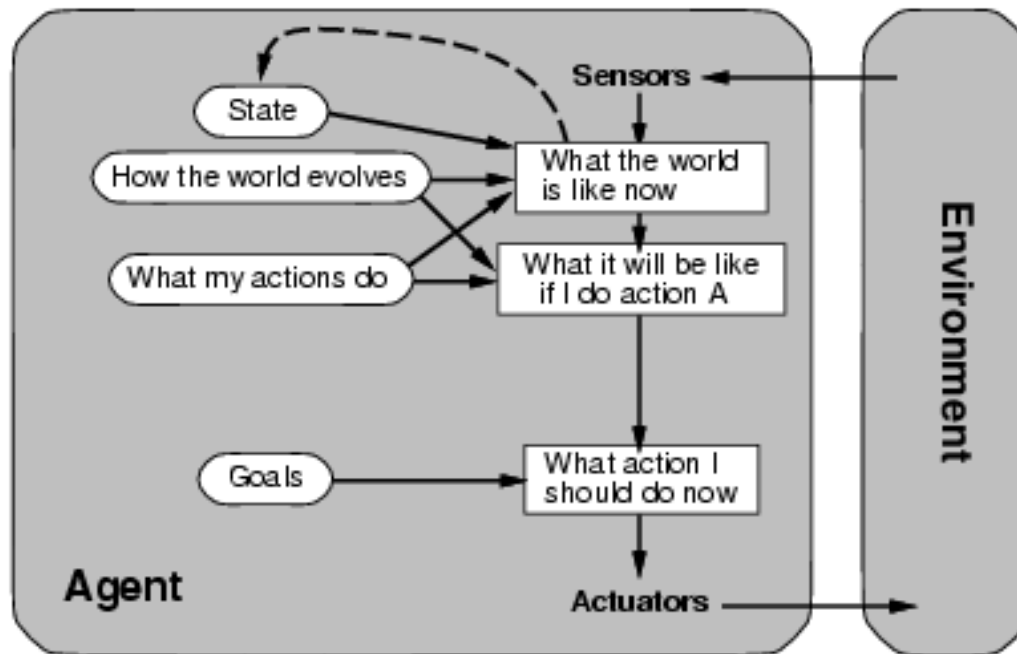 Sensors
State
What the world
is like now
How the world evolves
What my actions do
What it will be like
if I do action A
Goals
What action I
should do now
Agent
Actuators
Environment